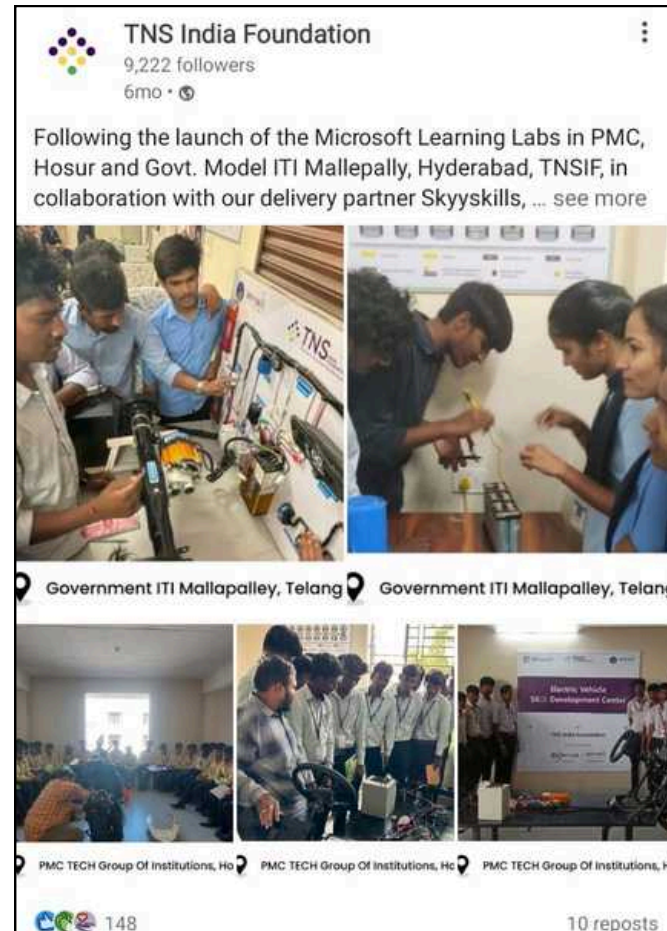 TNS India Foundation
9,222 followers
6mo •
Following the launch of the Microsoft Learning Labs in PMC,
Hosur and Govt. Model ITI Mallepally, Hyderabad, TNSIF, in
collaboration with our delivery partner Skyyskills, ... see more
TNS
Government ITI Mallapalley, Telang
Government ITI Mallapalley, Telang
Electric Vehicle
Skill Development Center
TNS India Foundation
PMC TECH Group Of Institutions, Ho
PMC TECH Group Of Institutions, Ho
PMC TECH Group Of Institutions, H
148
10 reposts